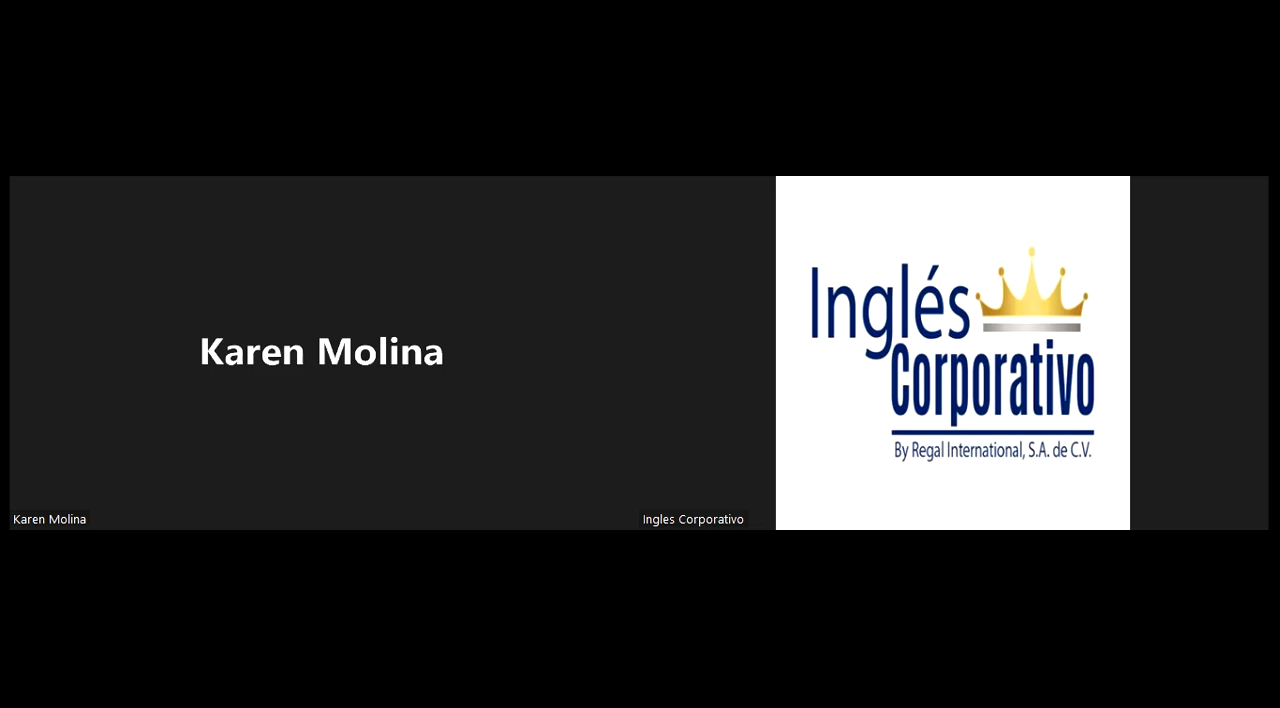 Karen Molina
Karen Molina
Ingles Corporativo
Inglés
Corporativo
By Regal International, S.A. de C.V.